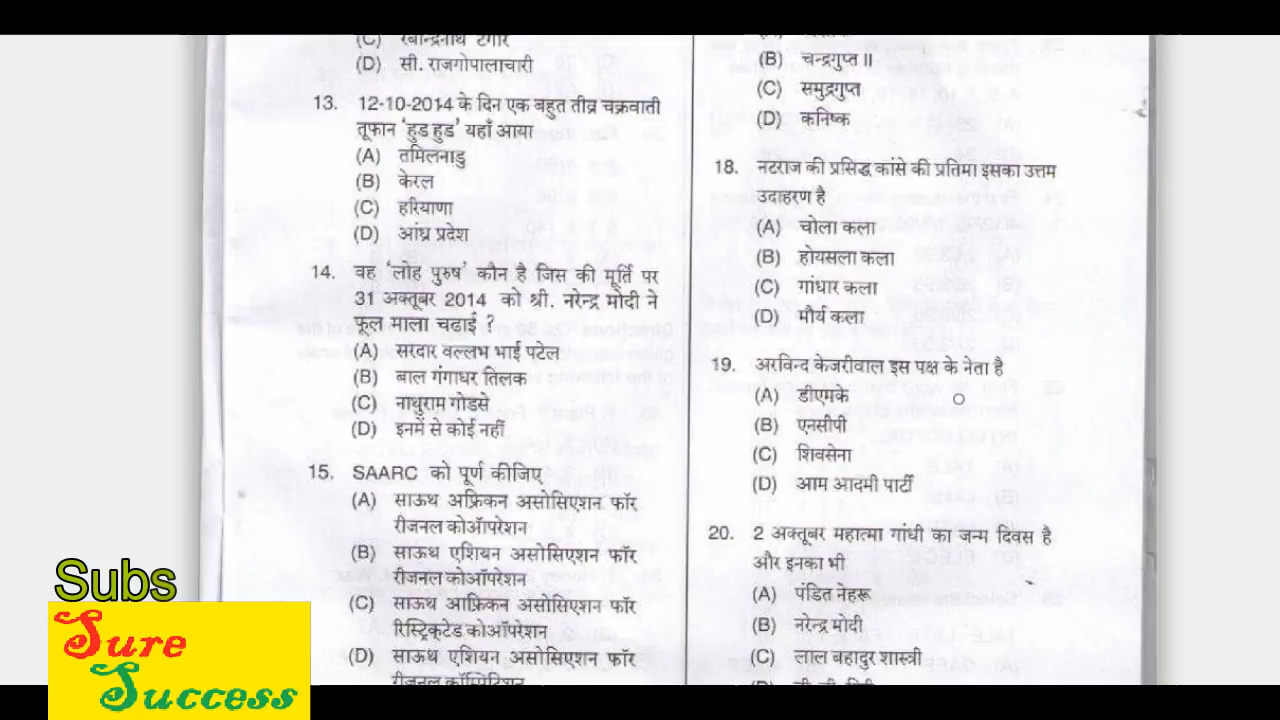 (C) रबीन्द्रनाथ टैगोर
(D) सी. राजगोपालाचारी
13. 12-10-2014 के दिन एक बहुत तीव्र चक्रवाती
तूफान 'हुड हुड' यहाँ आया
(A) तमिलनाडु
(B) केरल
(C) हरियाणा
(D) आंध्र प्रदेश
14. वह 'लोह पुरुष' कौन है जिस की मूर्ति पर
31 अक्तूबर 2014 को श्री. नरेन्द्र मोदी ने
फूल माला चढाई ?
(A) सरदार वल्लभ भाई पटेल
(B) बाल गंगाधर तिलक
(C) नाथुराम गोडसे
(D) इनमें से कोई नहीं
15. SAARC को पूर्ण कीजिए
(A) साऊथ अफ्रिकन असोसिएशन फॉर
रीजनल कोऑपरेशन
(B) साऊथ एशियन असोसिएशन फॉर
रीजनल कोऑपरेशन
(C) साऊथ आफ्रिकन असोसिएशन फॉर
रिस्ट्रिक्टेड कोऑपरेशन
(D) साऊथ एशियन असोसिएशन फॉर
रीजनल कॉम्पिटिशन
(B) चन्द्रगुप्त II
(C) समुद्रगुप्त
(D) कनिष्क
18. नटराज की प्रसिद्ध कांसे की प्रतिमा इसका उत्तम
उदाहरण है
(A) चोला कला
(B) होयसला कला
(C) गांधार कला
(D) मौर्य कला
19. अरविन्द केजरीवाल इस पक्ष के नेता है
(A) डीएमके
(B) एनसीपी
(C) शिवसेना
(D) आम आदमी पार्टी
20. 2 अक्तूबर महात्मा गांधी का जन्म दिवस है
और इनका भी
(A) पंडित नेहरू
(B) नरेन्द्र मोदी
(C) लाल बहादुर शास्त्री
Subs
Sure
Success